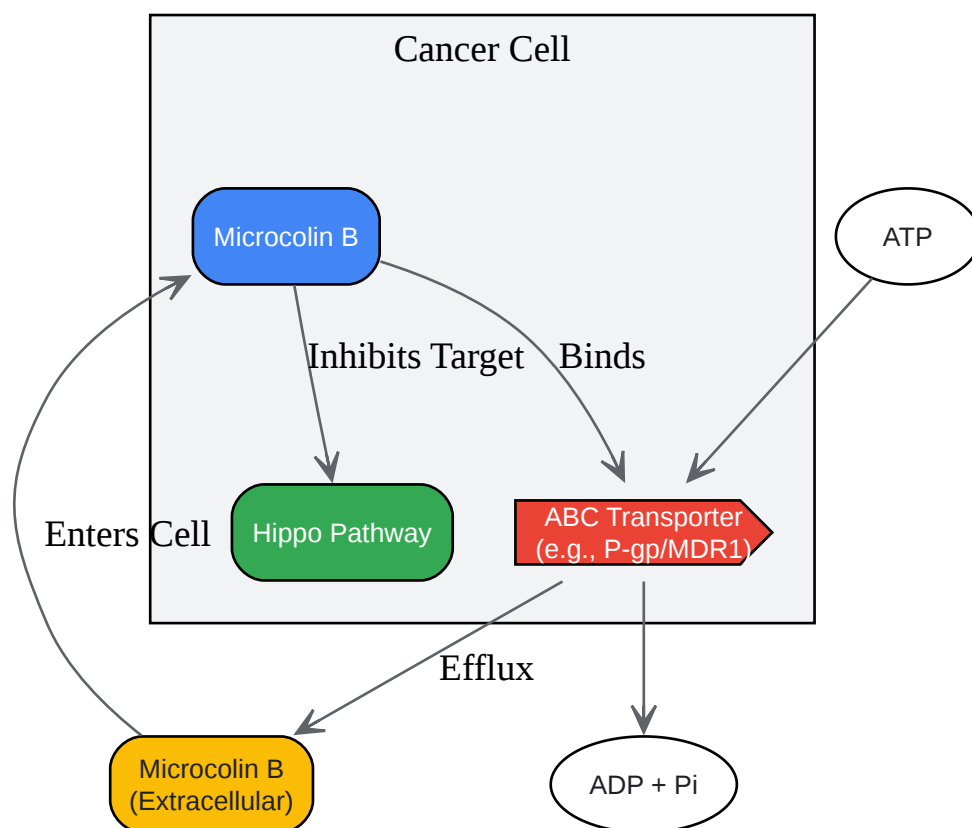 Cancer Cell
Microcolin B
ATP
Inhibits Target
Binds
Enters Cell
Hippo Pathway
ABC Transporter
(e.g., P-gp/MDR1)
Efflux
Microcolin B
(Extracellular)
ADP + Pi